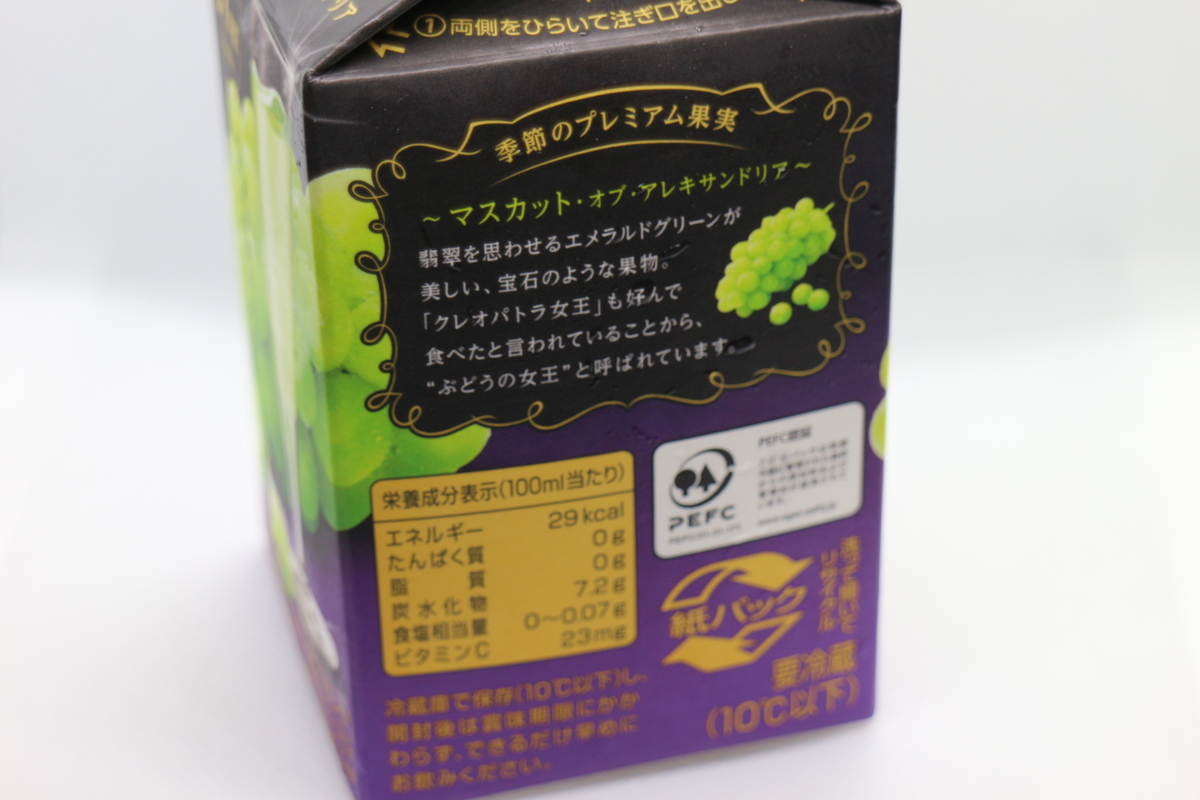 ①両側をひらいて注ぎ口を出し
季節のプレミアム果実
~マスカット・オブ・アレキサンドリア~
翡翠を思わせるエメラルドグリーンが
美しい、宝石のような果物。
「クレオパトラ女王」も好んで
食べたと言われていることから、
“ぶどうの女王”と呼ばれています。
栄養成分表示(100ml当たり)
エネルギー 29kcal
たんぱく質 0g
脂質 0g
炭水化物 7.2g
食塩相当量 0~0.07g
ビタミンC 23mg
PEFC認証
PEFC
紙パック
洗って開いて
リサイクル
要冷蔵
(10℃以下)
冷蔵庫で保存(10℃以下)し、
開封後は賞味期限にかか
わらず、できるだけ早めに
お飲みください。